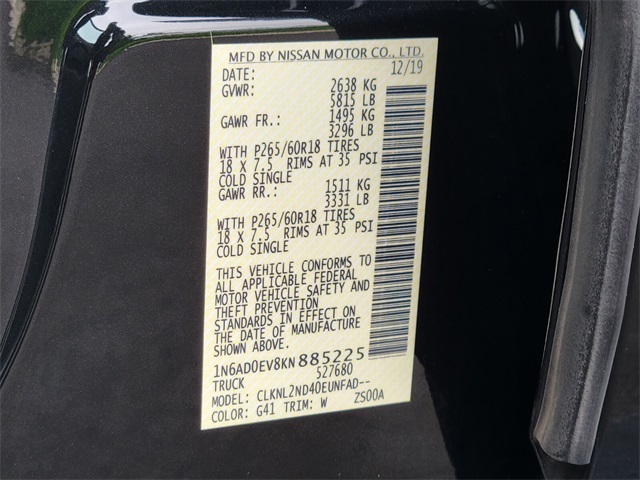 MFD BY NISSAN MOTOR CO., LTD.
DATE: 12/19
GVWR: 2638 KG
5815 LB
GAWR FR.: 1495 KG
3296 LB
WITH P265/60R18 TIRES
18 X 7.5 RIMS AT 35 PSI
COLD SINGLE
GAWR RR.: 1511 KG
3331 LB
WITH P265/60R18 TIRES
18 X 7.5 RIMS AT 35 PSI
COLD SINGLE
THIS VEHICLE CONFORMS TO
ALL APPLICABLE FEDERAL
MOTOR VEHICLE SAFETY AND
THEFT PREVENTION
STANDARDS IN EFFECT ON
THE DATE OF MANUFACTURE
SHOWN ABOVE.
1N6AD0EV8KN885225
TRUCK 527680
MODEL: CLKNL2ND40EUNFAD--
COLOR: G41 TRIM: W ZS00A